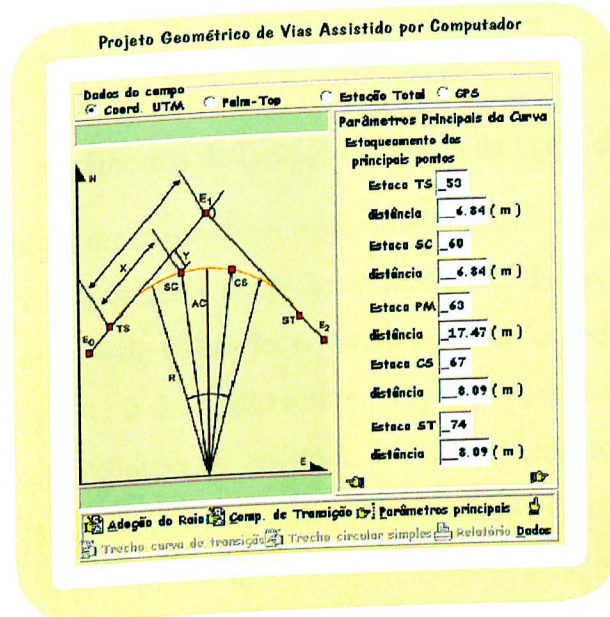 Projeto Geométrico de Vias Assistido por Computador
Dados do campo
Coord. UTM Palm-Top Estação Total GPS
Parâmetros Principais da Curva
Estaqueamento dos
principais pontos
Estaca TS _53
distância __6.84 (m)
Estaca SC _60
distância __6.84 (m)
Estaca PM _63
distância _17.47 (m)
Estaca CS _67
distância __8.09 (m)
Estaca ST _74
distância __8.09 (m)
N
E1
X
Y
SC
CS
AC
TS
ST
E0
E2
R
E
Adoção do Raio Comp. de Transição Parâmetros principais
Trecho curva de transição Trecho circular simples Relatório Dados